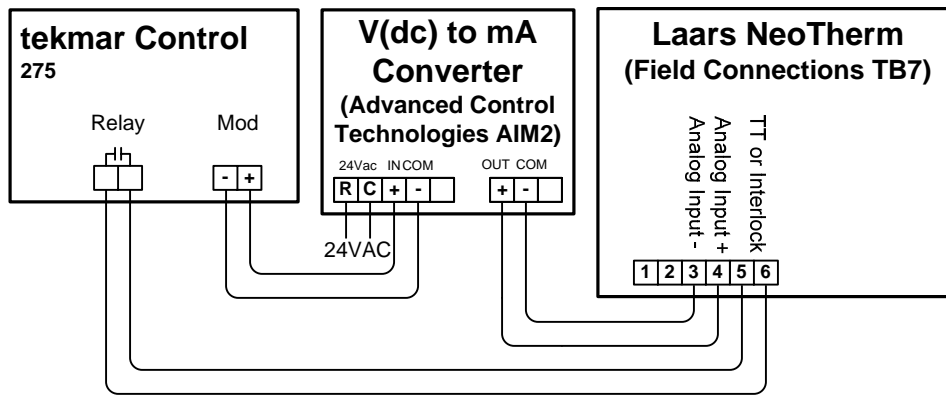 tekmar Control
275
Relay Mod
- +
V(dc) to mA
Converter
(Advanced Control
Technologies AIM2)
24Vac IN COM OUT COM
R C + - + -
24VAC
Laars NeoTherm
(Field Connections TB7)
Analog Input -
Analog Input +
TT or Interlock
1 2 3 4 5 6